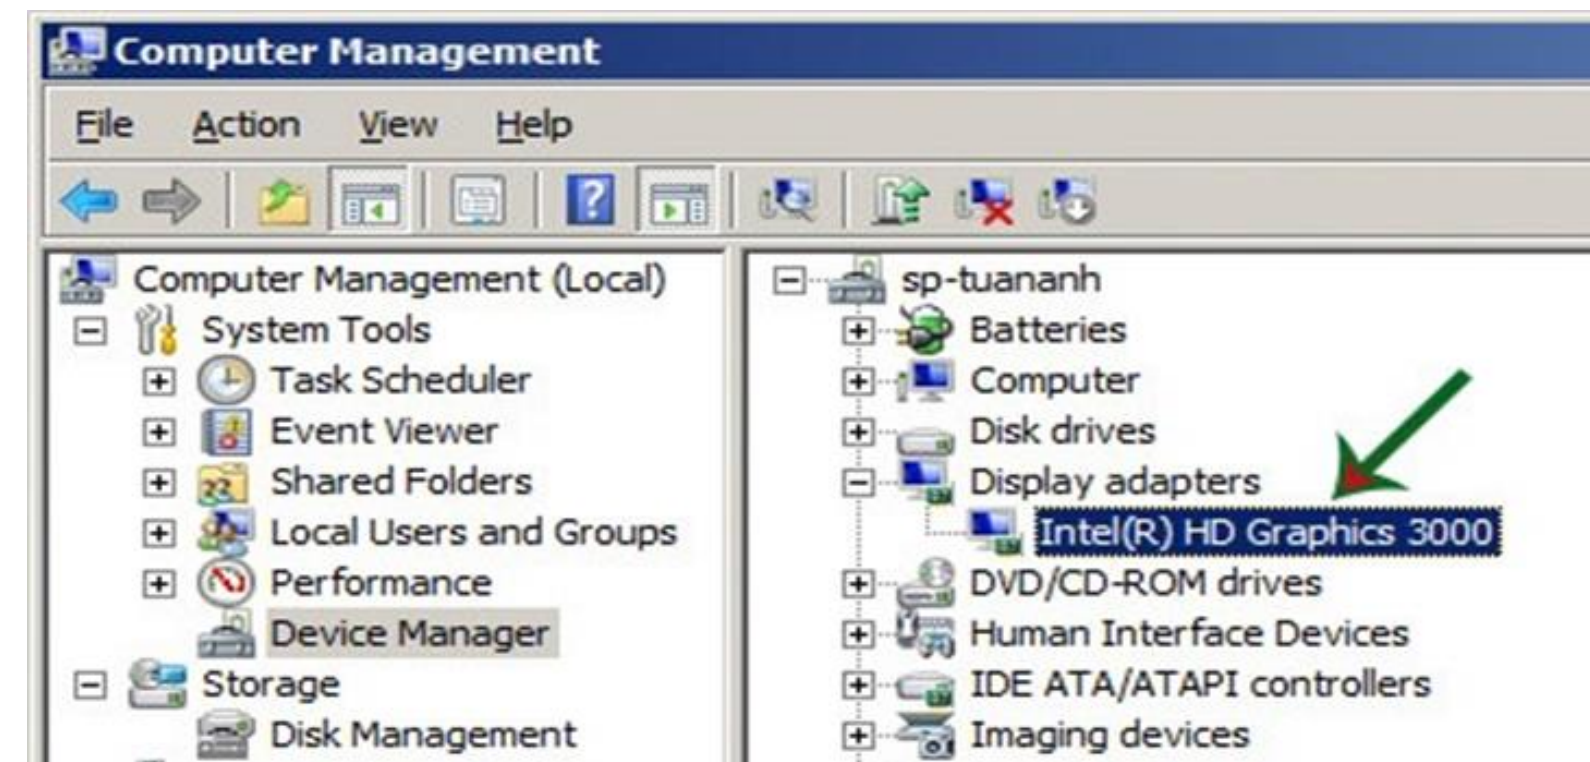 Computer Management
File Action View Help
Computer Management (Local)
System Tools
Task Scheduler
Event Viewer
Shared Folders
Local Users and Groups
Performance
Device Manager
Storage
Disk Management
sp-tuananh
Batteries
Computer
Disk drives
Display adapters
Intel(R) HD Graphics 3000
DVD/CD-ROM drives
Human Interface Devices
IDE ATA/ATAPI controllers
Imaging devices